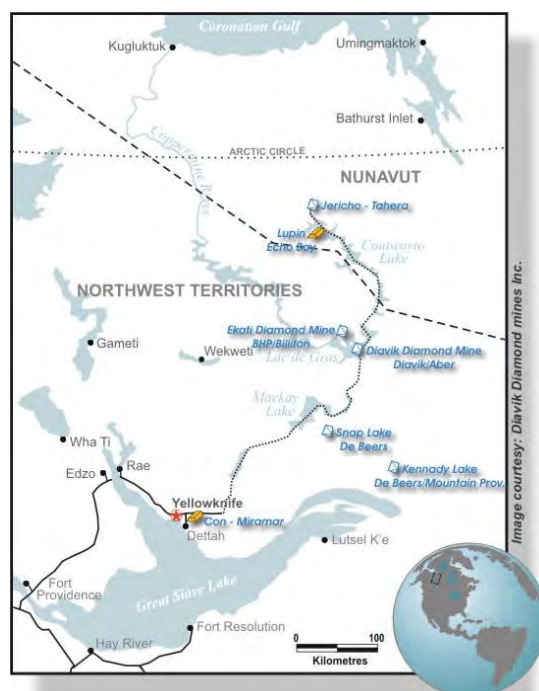 Coronation Gulf
Kugluktuk
Umingmaktok
Coppermine River
Bathurst Inlet
ARCTIC CIRCLE
NUNAVUT
Jericho - Tahera
Lupin
Echo Bay
Contwoyto
Lake
NORTHWEST TERRITORIES
Ekati Diamond Mine
BHP/Billiton
Lac de Gras
Diavik Diamond Mine
Diavik/Aber
Gameti
Wekweti
Mackay
Lake
Snap Lake
De Beers
Wha Ti
Kennady Lake
De Beers/Mountain Prov.
Edzo
Rae
Yellowknife
Con - Miramar
Dettah
Lutsel K'e
Fort
Providence
Great Slave Lake
Fort Resolution
Hay River
0 100
Kilometres
Image courtesy: Diavik Diamond mines Inc.